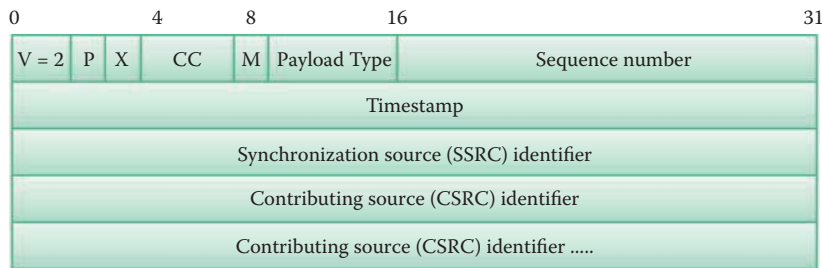 0 4 8 16 31
V = 2 P X CC M Payload Type Sequence number
Timestamp
Synchronization source (SSRC) identifier
Contributing source (CSRC) identifier
Contributing source (CSRC) identifier .....